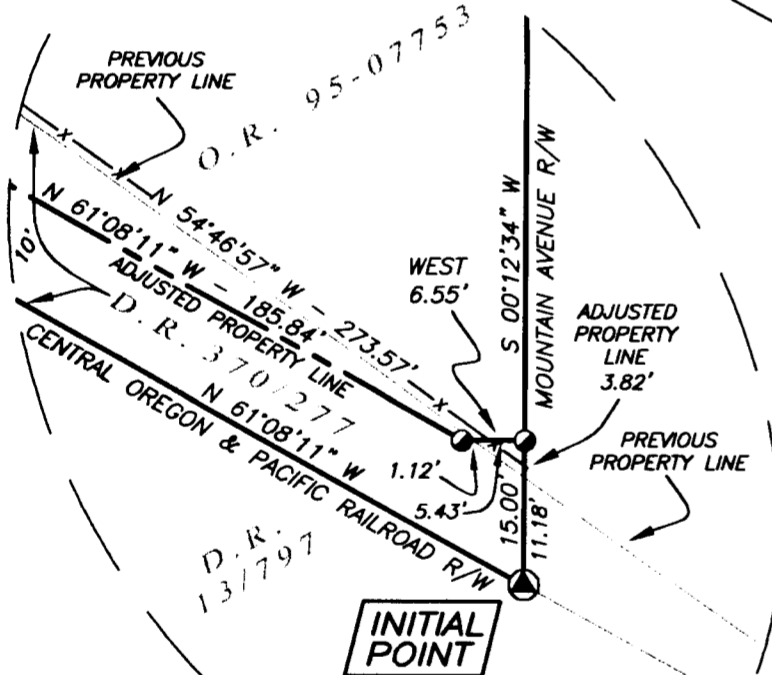 PREVIOUS
PROPERTY LINE
O.R. 95-07753
N 54°46'57" W - 273.57'
N 61°08'11" W - 185.84'
ADJUSTED PROPERTY LINE
10'
D.R. 370/277
N 61°08'11" W
CENTRAL OREGON & PACIFIC RAILROAD R/W
D.R.
13/797
WEST
6.55'
S 00°12'34" W
MOUNTAIN AVENUE R/W
ADJUSTED
PROPERTY
LINE
3.82'
PREVIOUS
PROPERTY LINE
1.12'
5.43'
15.00'
11.18'
INITIAL
POINT